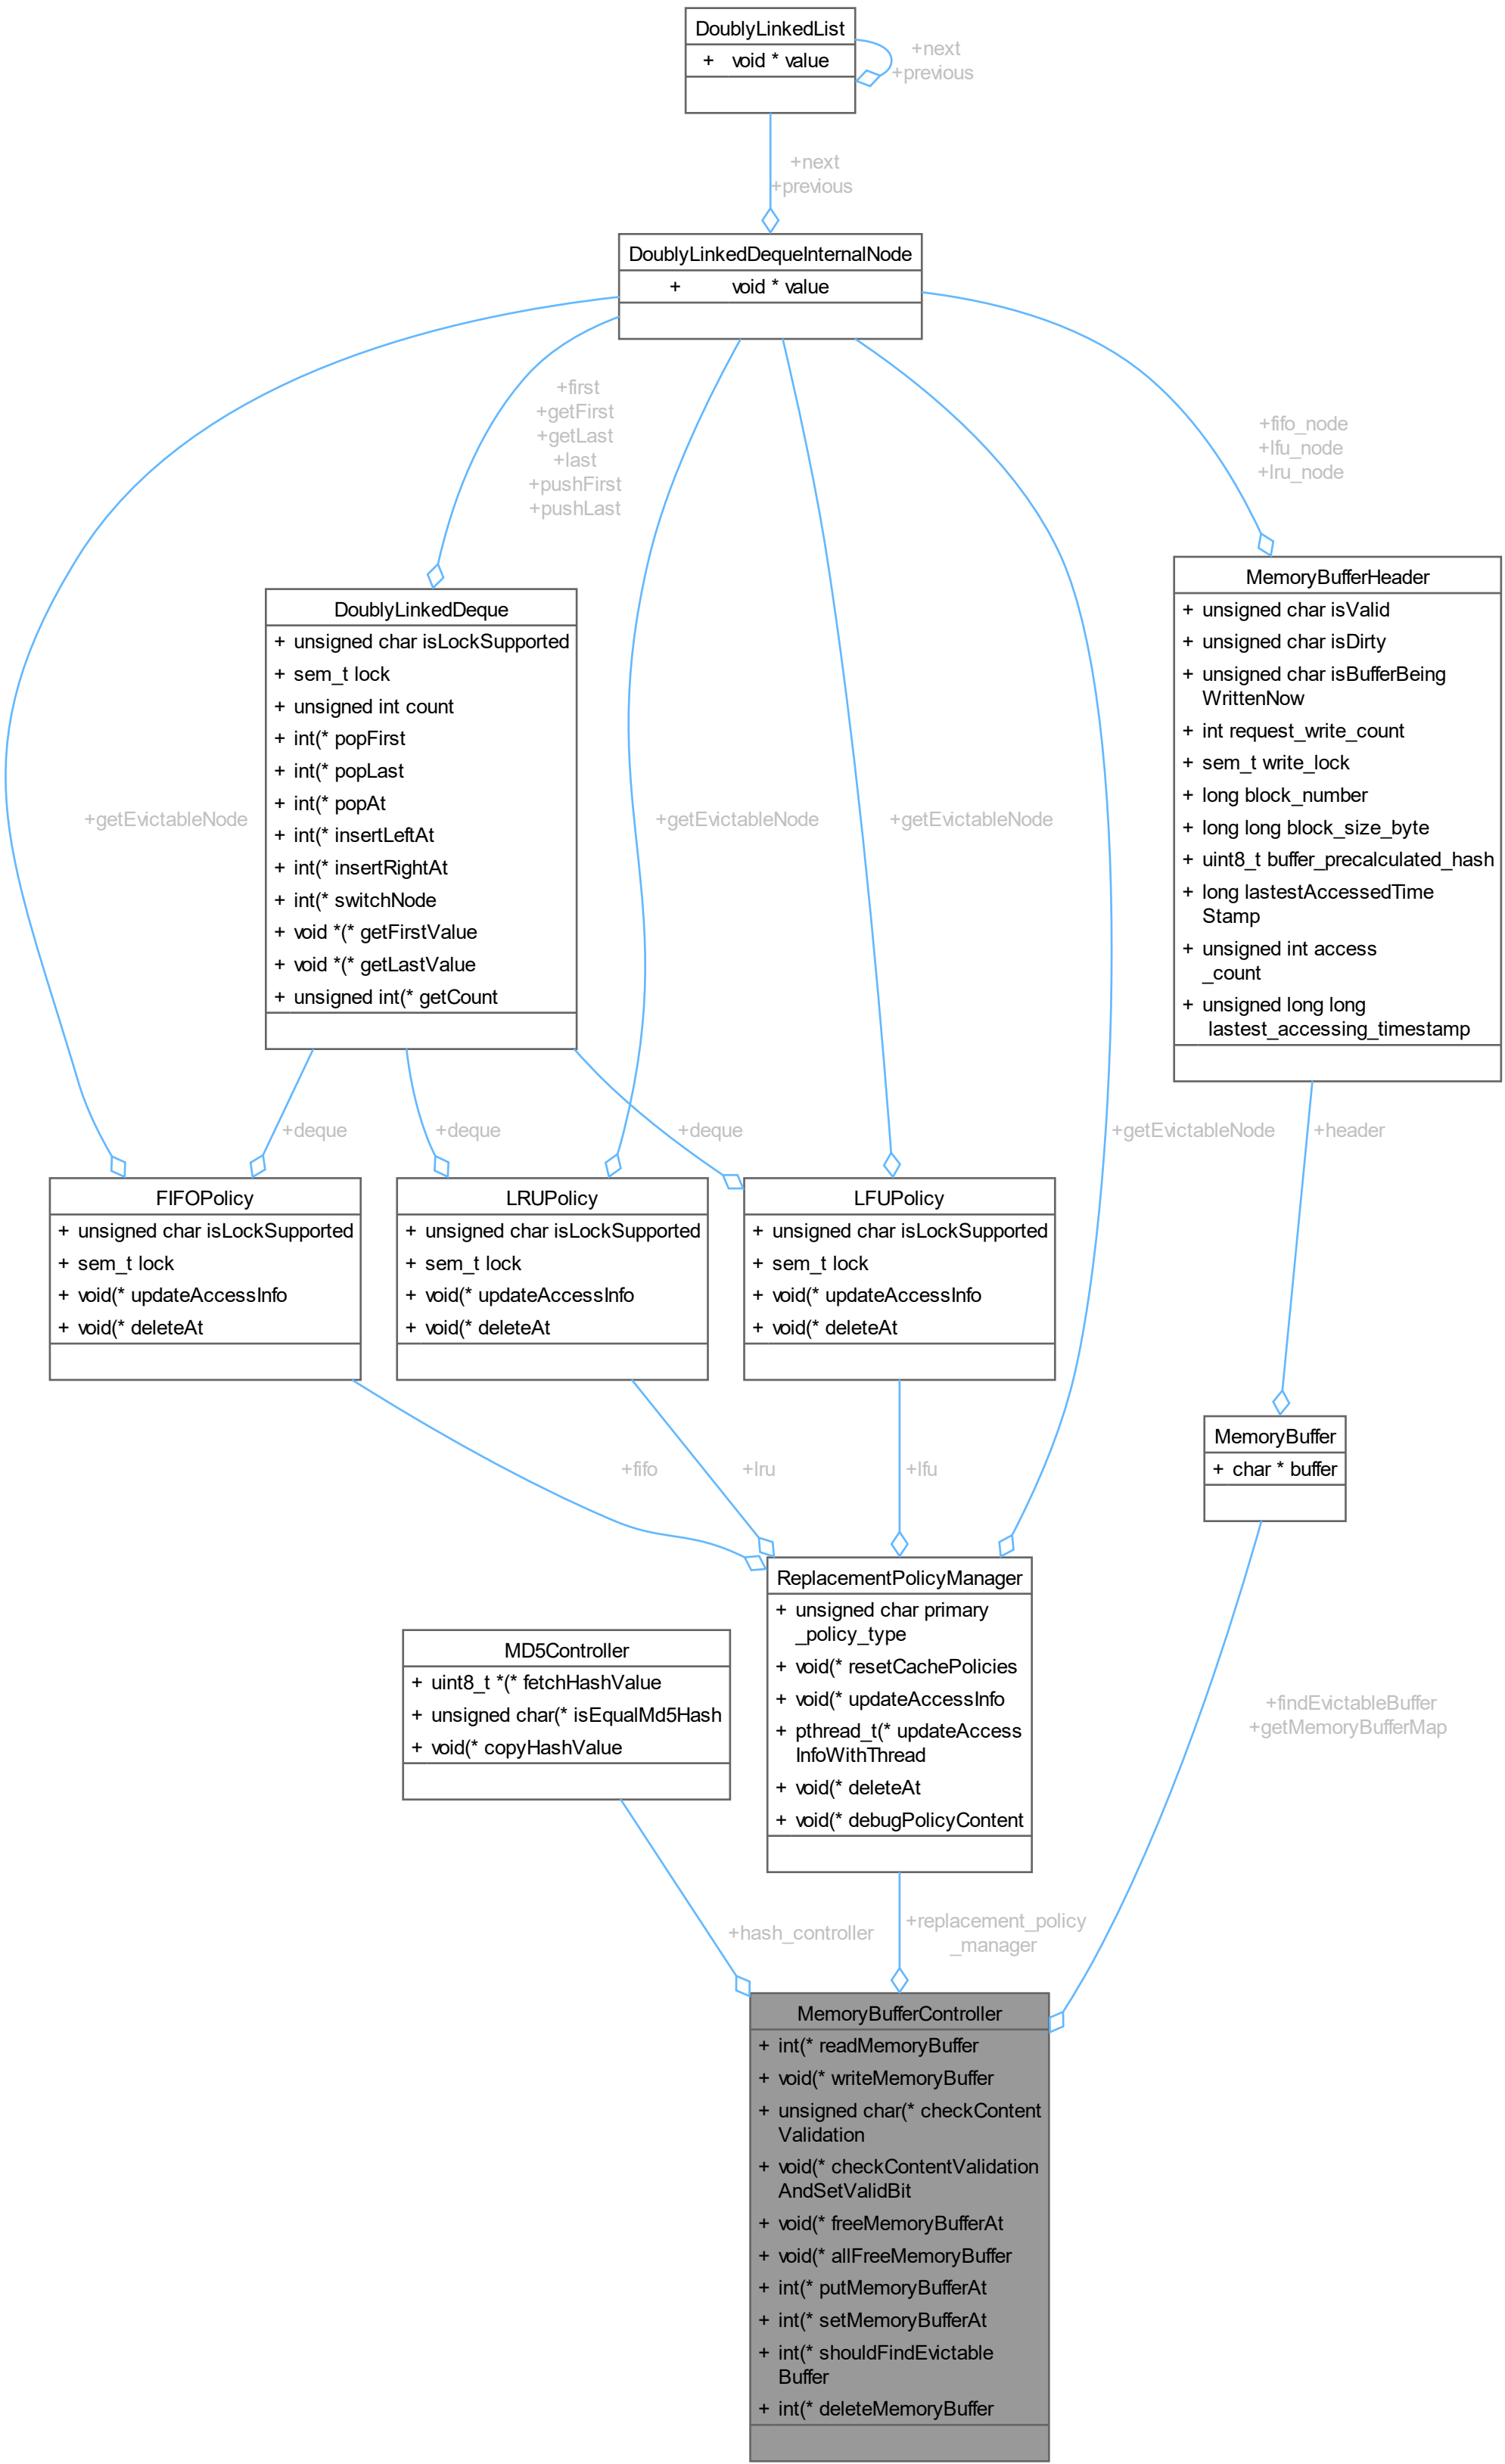 DoublyLinkedList
+ void * value
+next
+previous
+next
+previous
DoublyLinkedDequeInternalNode
+ void * value
+first
+getFirst
+getLast
+last
+pushFirst
+pushLast
+fifo_node
+lfu_node
+lru_node
DoublyLinkedDeque
+ unsigned char isLockSupported
+ sem_t lock
+ unsigned int count
+ int(* popFirst
+ int(* popLast
+ int(* popAt
+ int(* insertLeftAt
+ int(* insertRightAt
+ int(* switchNode
+ void *(* getFirstValue
+ void *(* getLastValue
+ unsigned int(* getCount
MemoryBufferHeader
+ unsigned char isValid
+ unsigned char isDirty
+ unsigned char isBufferBeing
WrittenNow
+ int request_write_count
+ sem_t write_lock
+ long block_number
+ long long block_size_byte
+ uint8_t buffer_precalculated_hash
+ long lastestAccessedTime
Stamp
+ unsigned int access
_count
+ unsigned long long
lastest_accessing_timestamp
+getEvictableNode
+getEvictableNode
+getEvictableNode
+deque
+deque
+deque
+getEvictableNode
+header
FIFOPolicy
+ unsigned char isLockSupported
+ sem_t lock
+ void(* updateAccessInfo
+ void(* deleteAt
LRUPolicy
+ unsigned char isLockSupported
+ sem_t lock
+ void(* updateAccessInfo
+ void(* deleteAt
LFUPolicy
+ unsigned char isLockSupported
+ sem_t lock
+ void(* updateAccessInfo
+ void(* deleteAt
MemoryBuffer
+ char * buffer
+fifo
+lru
+lfu
ReplacementPolicyManager
+ unsigned char primary
_policy_type
+ void(* resetCachePolicies
+ void(* updateAccessInfo
+ pthread_t(* updateAccess
InfoWithThread
+ void(* deleteAt
+ void(* debugPolicyContent
MD5Controller
+ uint8_t *(* fetchHashValue
+ unsigned char(* isEqualMd5Hash
+ void(* copyHashValue
+findEvictableBuffer
+getMemoryBufferMap
+hash_controller
+replacement_policy
_manager
MemoryBufferController
+ int(* readMemoryBuffer
+ void(* writeMemoryBuffer
+ unsigned char(* checkContent
Validation
+ void(* checkContentValidation
AndSetValidBit
+ void(* freeMemoryBufferAt
+ void(* allFreeMemoryBuffer
+ int(* putMemoryBufferAt
+ int(* setMemoryBufferAt
+ int(* shouldFindEvictable
Buffer
+ int(* deleteMemoryBuffer